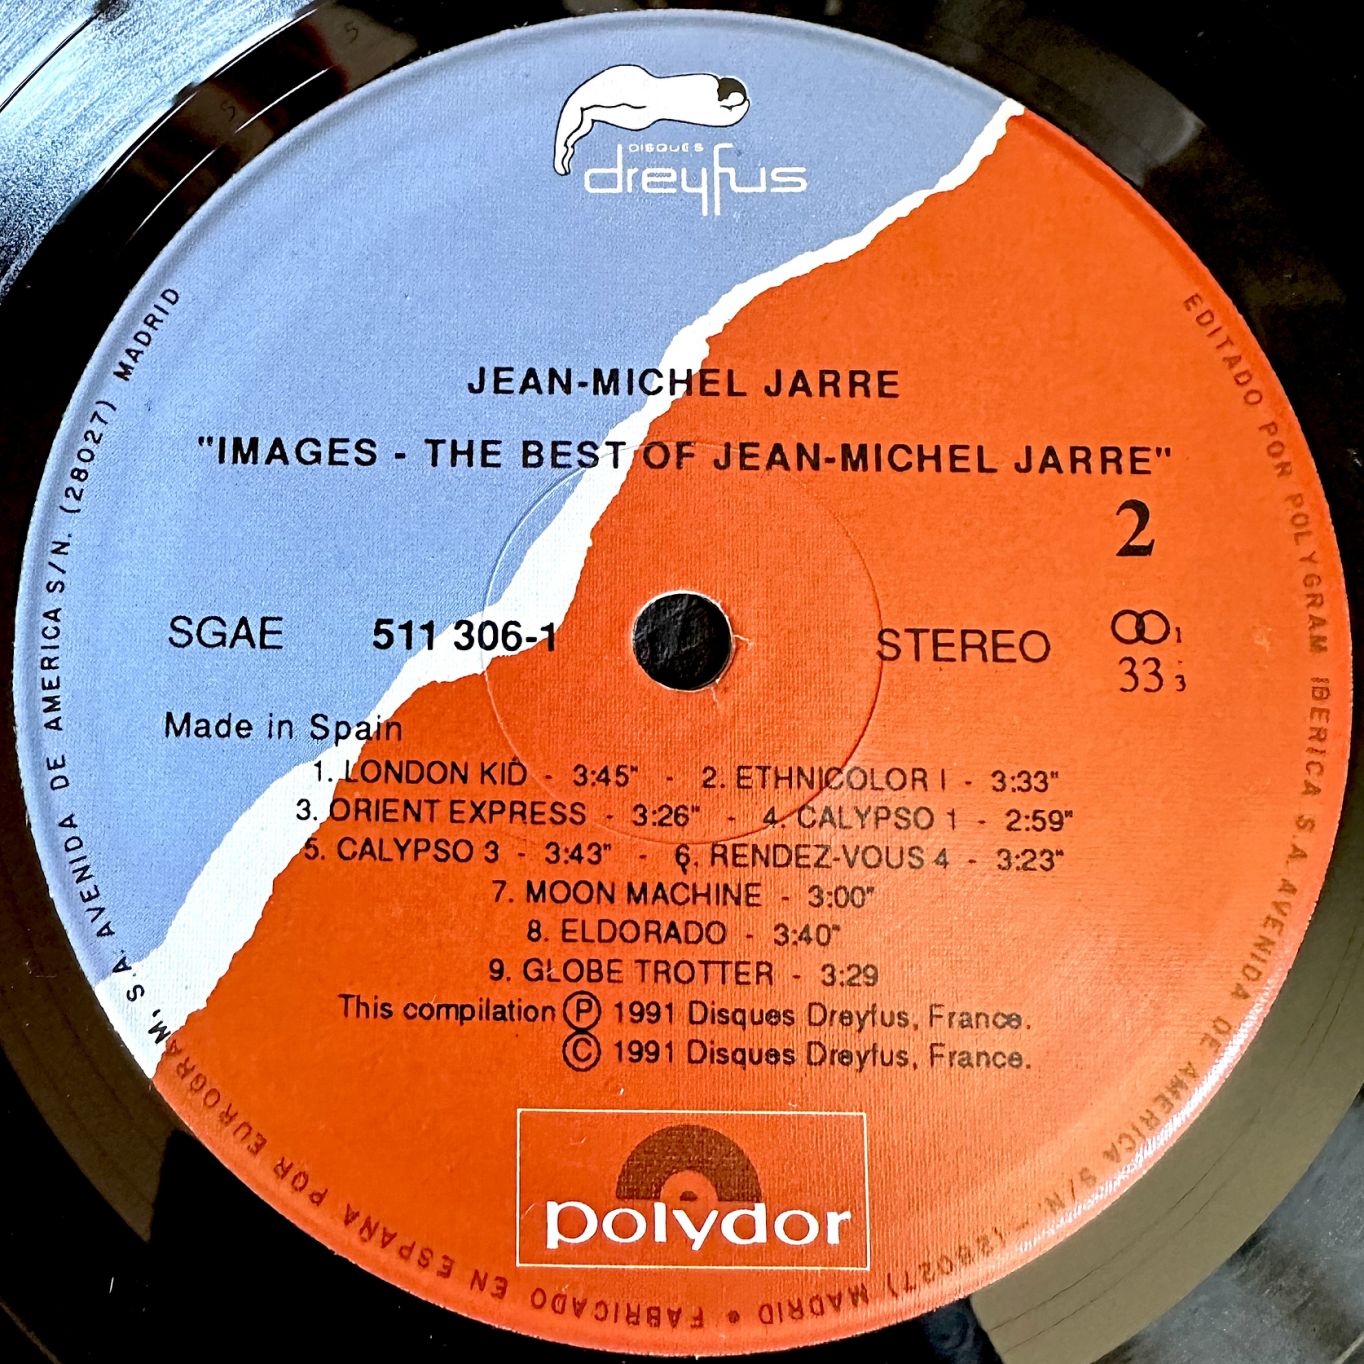 DISQUES
dreyfus
JEAN-MICHEL JARRE
"IMAGES - THE BEST OF JEAN-MICHEL JARRE"
2
SGAE 511 306-1 STEREO
33 1/3
Made in Spain
1. LONDON KID - 3:45" - 2. ETHNICOLOR I - 3:33"
3. ORIENT EXPRESS - 3:26" - 4. CALYPSO 1 - 2:59"
5. CALYPSO 3 - 3:43" - 6. RENDEZ-VOUS 4 - 3:23"
7. MOON MACHINE - 3:00"
8. ELDORADO - 3:40"
9. GLOBE TROTTER - 3:29
This compilation Ⓟ 1991 Disques Dreyfus, France.
Ⓒ 1991 Disques Dreyfus, France.
polydor
EDITADO POR POLYGRAM IBERICA S.A. AVENIDA DE AMERICA S/N. - (28027) MADRID • FABRICADO EN ESPAÑA POR EUROGRAM, S.A. AVENIDA DE AMERICA S/N. (28027) MADRID